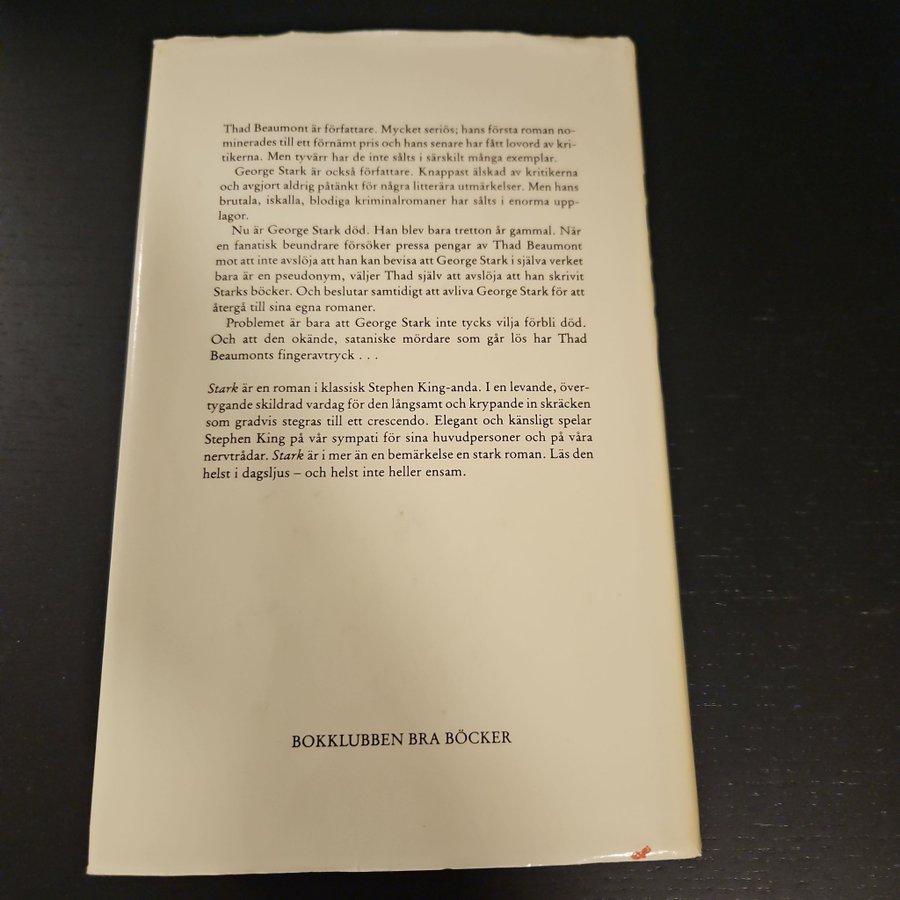 Thad Beaumont är författare. Mycket seriös; hans första roman no-
minerades till ett förnämt pris och hans senare har fått lovord av kri-
tikerna. Men tyvärr har de inte sålts i särskilt många exemplar.
George Stark är också författare. Knappast älskad av kritikerna
och avgjort aldrig påtänkt för några litterära utmärkelser. Men hans
brutala, iskalla, blodiga kriminalromaner har sålts i enorma upp-
lagor.
Nu är George Stark död. Han blev bara tretton år gammal. När
en fanatisk beundrare försöker pressa pengar av Thad Beaumont
mot att inte avslöja att han kan bevisa att George Stark i själva verket
bara är en pseudonym, väljer Thad själv att avslöja att han skrivit
Starks böcker. Och beslutar samtidigt att avliva George Stark för att
återgå till sina egna romaner.
Problemet är bara att George Stark inte tycks vilja förbli död.
Och att den okände, sataniske mördare som går lös har Thad
Beaumonts fingeravtryck . . .
Stark är en roman i klassisk Stephen King-anda. I en levande, över-
tygande skildrad vardag för den långsamt och krypande in skräcken
som gradvis stegras till ett crescendo. Elegant och känsligt spelar
Stephen King på vår sympati för sina huvudpersoner och på våra
nervtrådar. Stark är i mer än en bemärkelse en stark roman. Läs den
helst i dagsljus – och helst inte heller ensam.
BOKKLUBBEN BRA BÖCKER